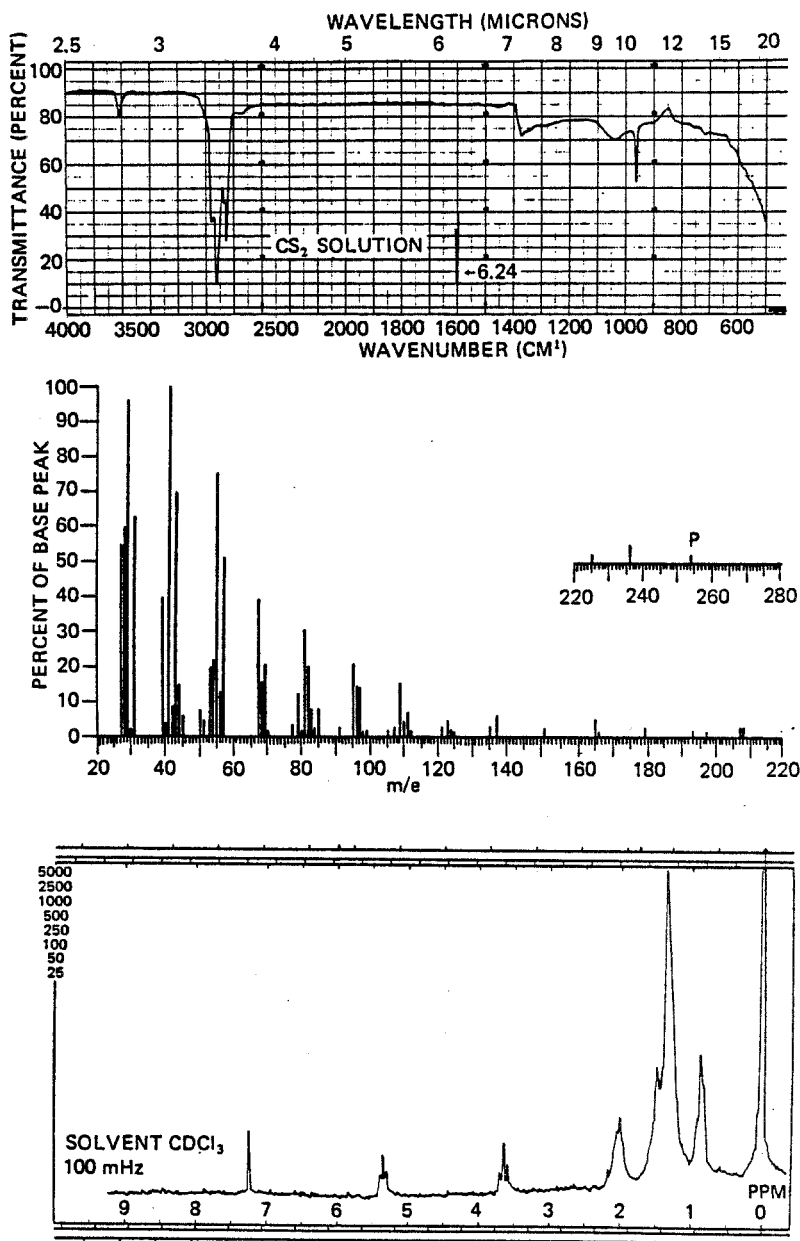 WAVELENGTH (MICRONS)
2.5 3 4 5 6 7 8 9 10 12 15 20
TRANSMITTANCE (PERCENT)
100
80
60
40
20
0
CS₂ SOLUTION
←6.24
4000 3500 3000 2500 2000 1800 1600 1400 1200 1000 800 600
WAVENUMBER (CM¹)
PERCENT OF BASE PEAK
100
90
80
70
60
50
40
30
20
10
0
P
220 240 260 280
20 40 60 80 100 120 140 160 180 200 220
m/e
5000
2500
1000
500
250
100
50
25
SOLVENT CDCl₃
100 mHz
PPM
9 8 7 6 5 4 3 2 1 0